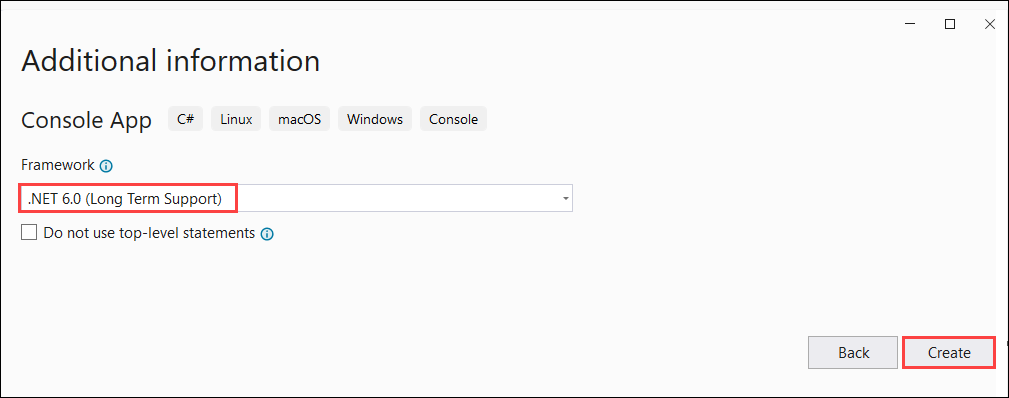 Additional information
Console App C# Linux macOS Windows Console
Framework
.NET 6.0 (Long Term Support)
Do not use top-level statements
Back Create